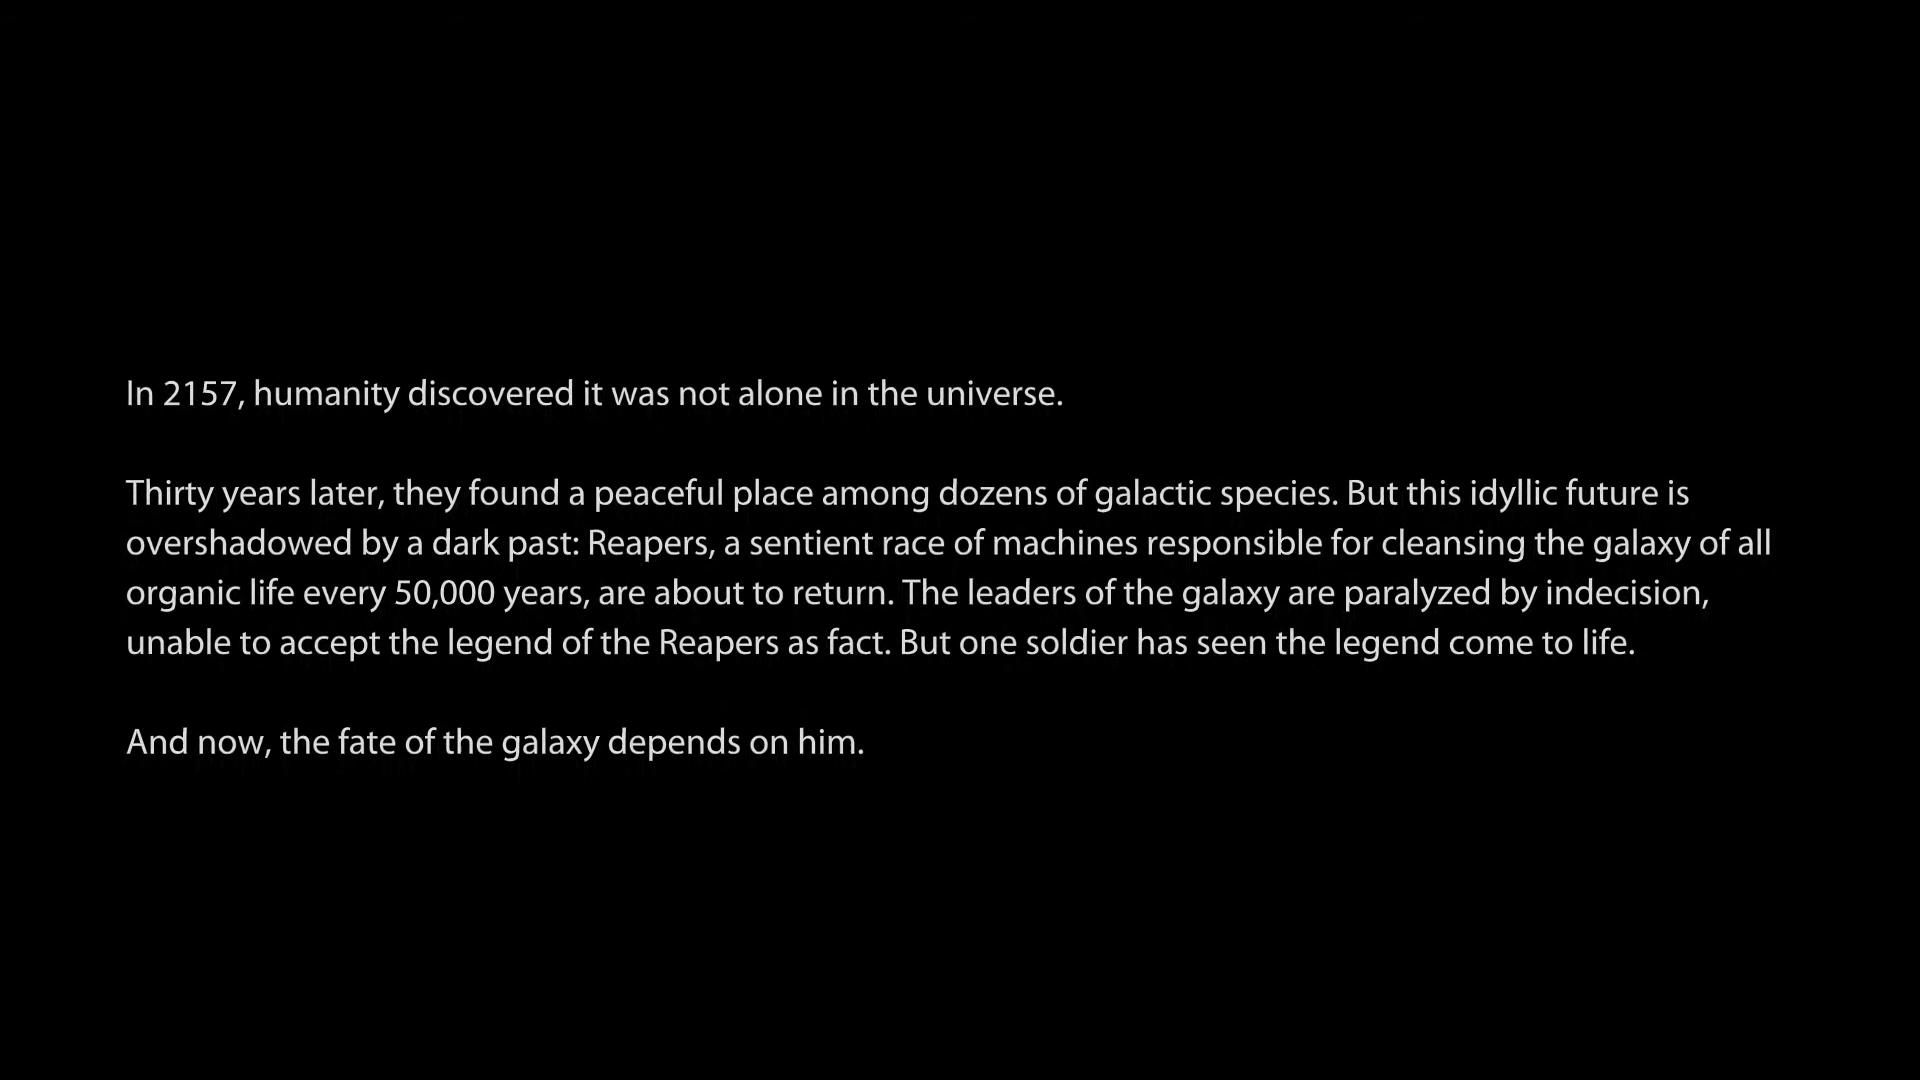 In 2157, humanity discovered it was not alone in the universe.
Thirty years later, they found a peaceful place among dozens of galactic species. But this idyllic future is
overshadowed by a dark past: Reapers, a sentient race of machines responsible for cleansing the galaxy of all
organic life every 50,000 years, are about to return. The leaders of the galaxy are paralyzed by indecision,
unable to accept the legend of the Reapers as fact. But one soldier has seen the legend come to life.
And now, the fate of the galaxy depends on him.